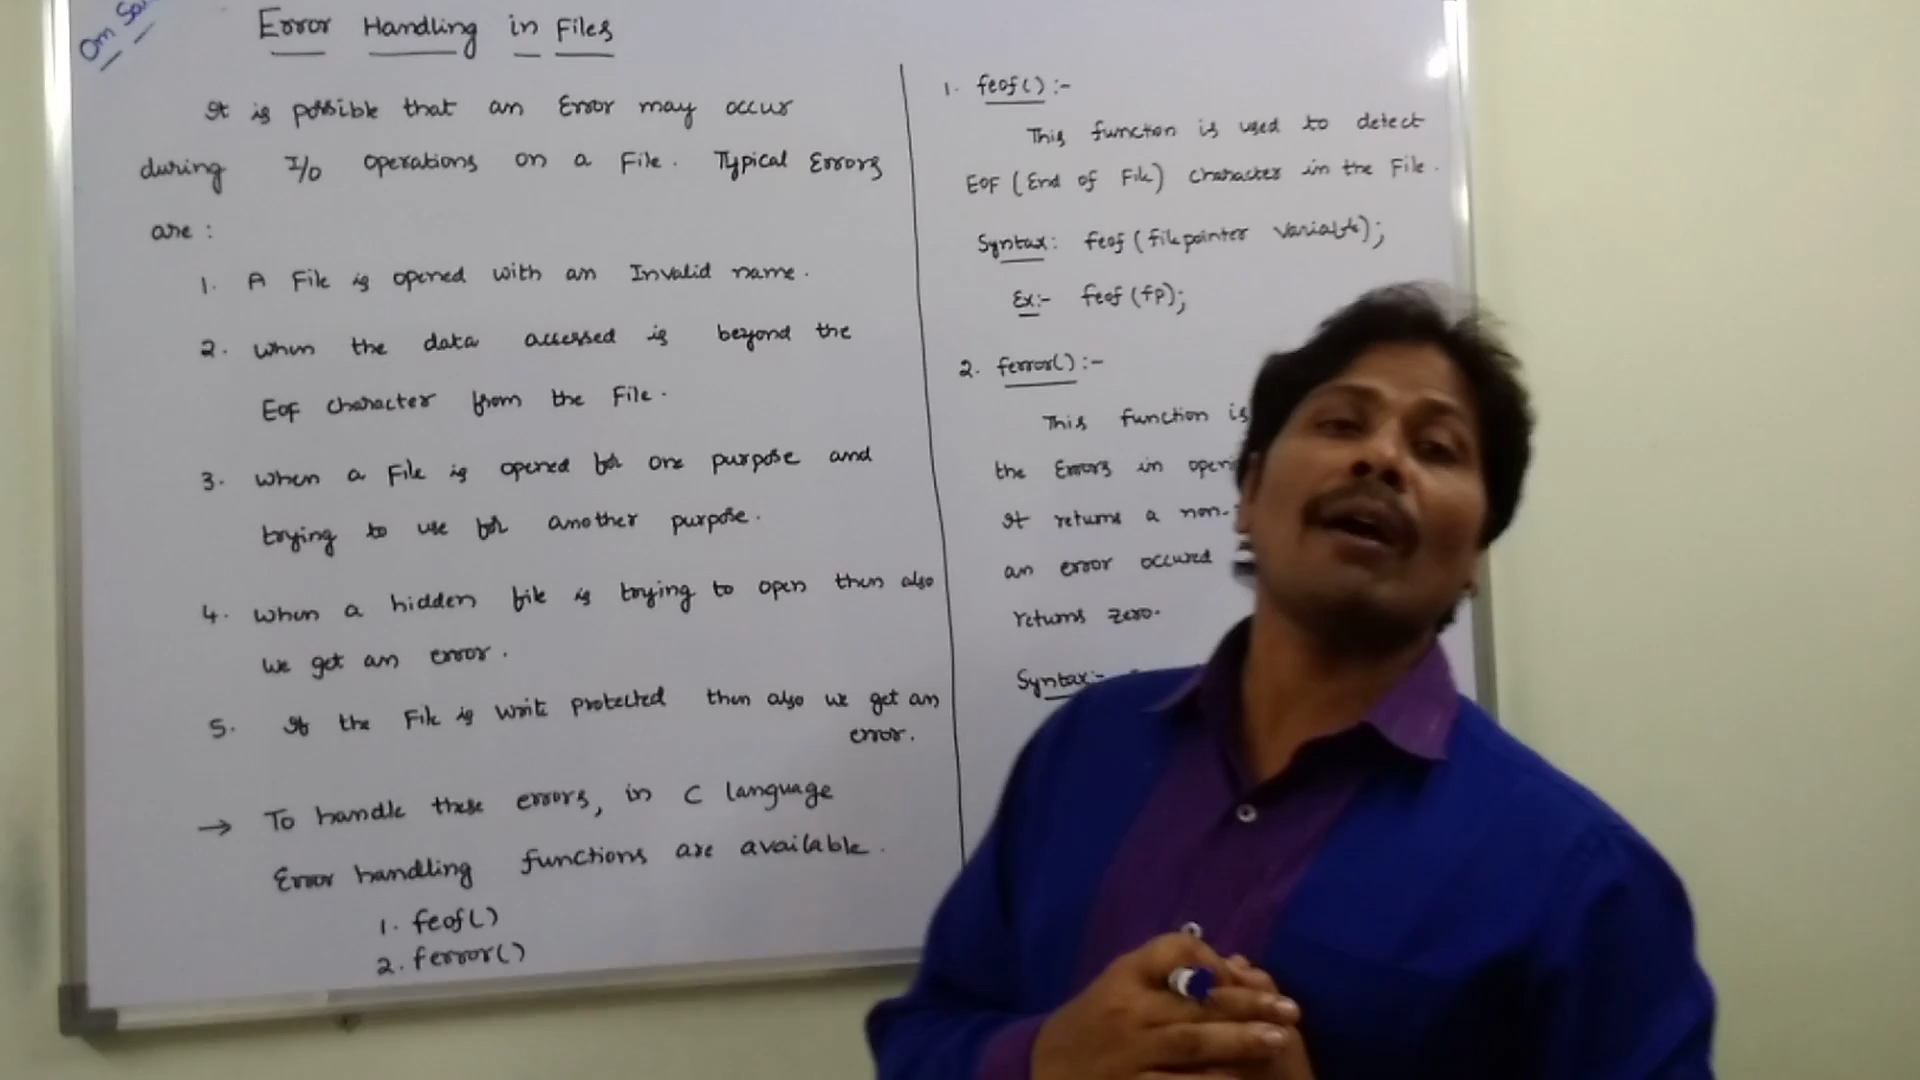 Om Sai
Error Handling in Files
It is possible that an Error may occur
during I/O operations on a File. Typical Errors
are :
1. A File is opened with an Invalid name.
2. When the data accessed is beyond the
EOF character from the File.
3. When a File is opened for one purpose and
trying to use for another purpose.
4. When a hidden file is trying to open then also
we get an error.
5. If the File is write protected then also we get an
error.
→ To handle these errors, in C language
Error handling functions are available.
1. feof()
2. ferror()
1. feof() :-
This function is used to detect
EOF (End of File) character in the File.
Syntax: feof (filepointer variable);
Ex:- feof (fp);
2. ferror() :-
This function is
the Errors in
It returns a non-
an error occured
returns zero.
Syntax:-